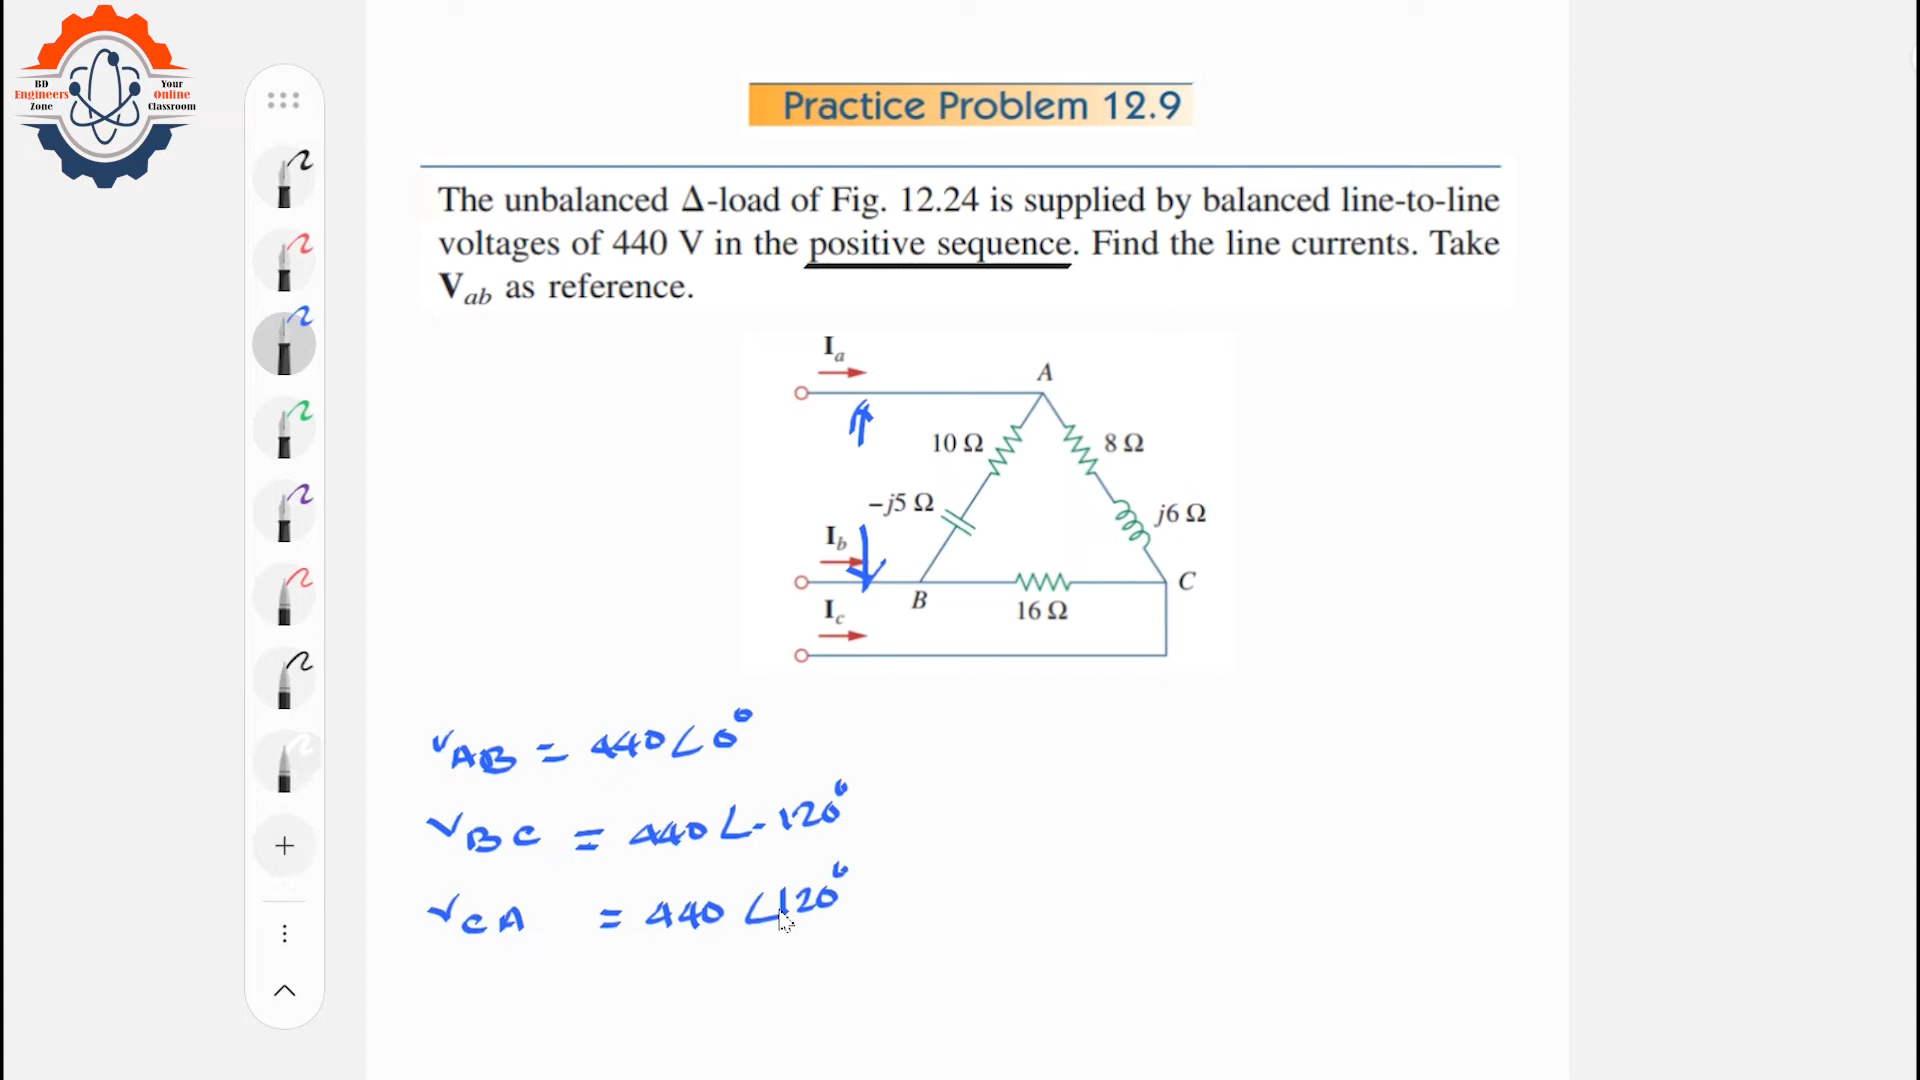 BD
Engineers
Zone
Your
Online
Classroom
Practice Problem 12.9
The unbalanced Δ-load of Fig. 12.24 is supplied by balanced line-to-line
voltages of 440 V in the positive sequence. Find the line currents. Take
Vab as reference.
Ia
A
10 Ω
8 Ω
−j5 Ω
j6 Ω
Ib
B
C
Ic
16 Ω
VAB = 440∠0°
VBC = 440∠-120°
VCA = 440∠120°